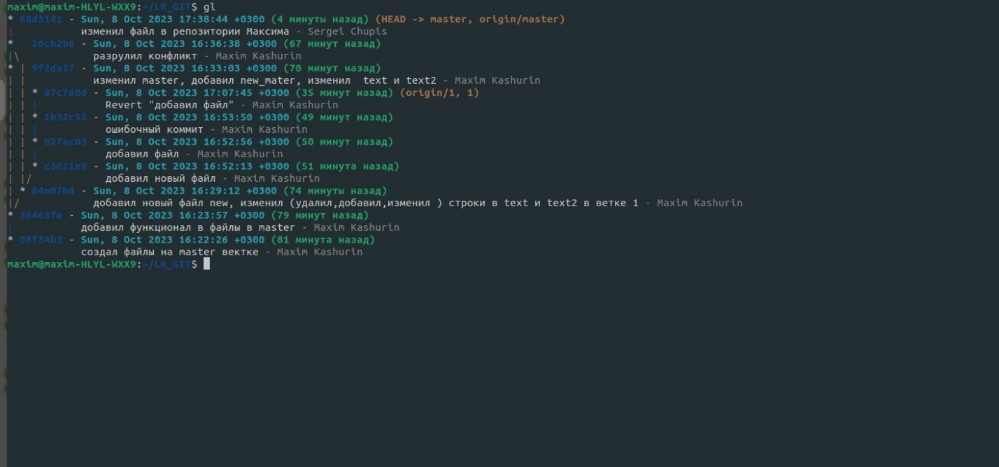 maxim@maxim-HLYL-WXX9:~/LR_GIT$ gl
* 68d3141 - Sun, 8 Oct 2023 17:38:44 +0300 (4 минуты назад) (HEAD -> master, origin/master)
|           изменил файл в репозитории Максима - Sergei Chupis
*   26cb2b6 - Sun, 8 Oct 2023 16:36:38 +0300 (67 минут назад)
|\            разрулил конфликт - Maxim Kashurin
* | 9f2da17 - Sun, 8 Oct 2023 16:33:03 +0300 (70 минут назад)
| |           изменил master, добавил new_mater, изменил  text и text2 - Maxim Kashurin
| | * 87c760d - Sun, 8 Oct 2023 17:07:45 +0300 (35 минут назад) (origin/1, 1)
| | |           Revert "добавил файл" - Maxim Kashurin
| | * 1b32c55 - Sun, 8 Oct 2023 16:53:50 +0300 (49 минут назад)
| | |           ошибочный коммит - Maxim Kashurin
| | * 027ac03 - Sun, 8 Oct 2023 16:52:56 +0300 (50 минут назад)
| | |           добавил файл - Maxim Kashurin
| | * c3021e9 - Sun, 8 Oct 2023 16:52:13 +0300 (51 минута назад)
| |/            добавил новый файл - Maxim Kashurin
| * 64e07b8 - Sun, 8 Oct 2023 16:29:12 +0300 (74 минуты назад)
|/            добавил новый файл new, изменил (удалил,добавил,изменил ) строки в text и text2 в ветке 1 - Maxim Kashurin
* 36463fe - Sun, 8 Oct 2023 16:23:57 +0300 (79 минут назад)
|           добавил функционал в файлы в master - Maxim Kashurin
* 08f34b3 - Sun, 8 Oct 2023 16:22:26 +0300 (81 минута назад)
            создал файлы на master вектке - Maxim Kashurin
maxim@maxim-HLYL-WXX9:~/LR_GIT$